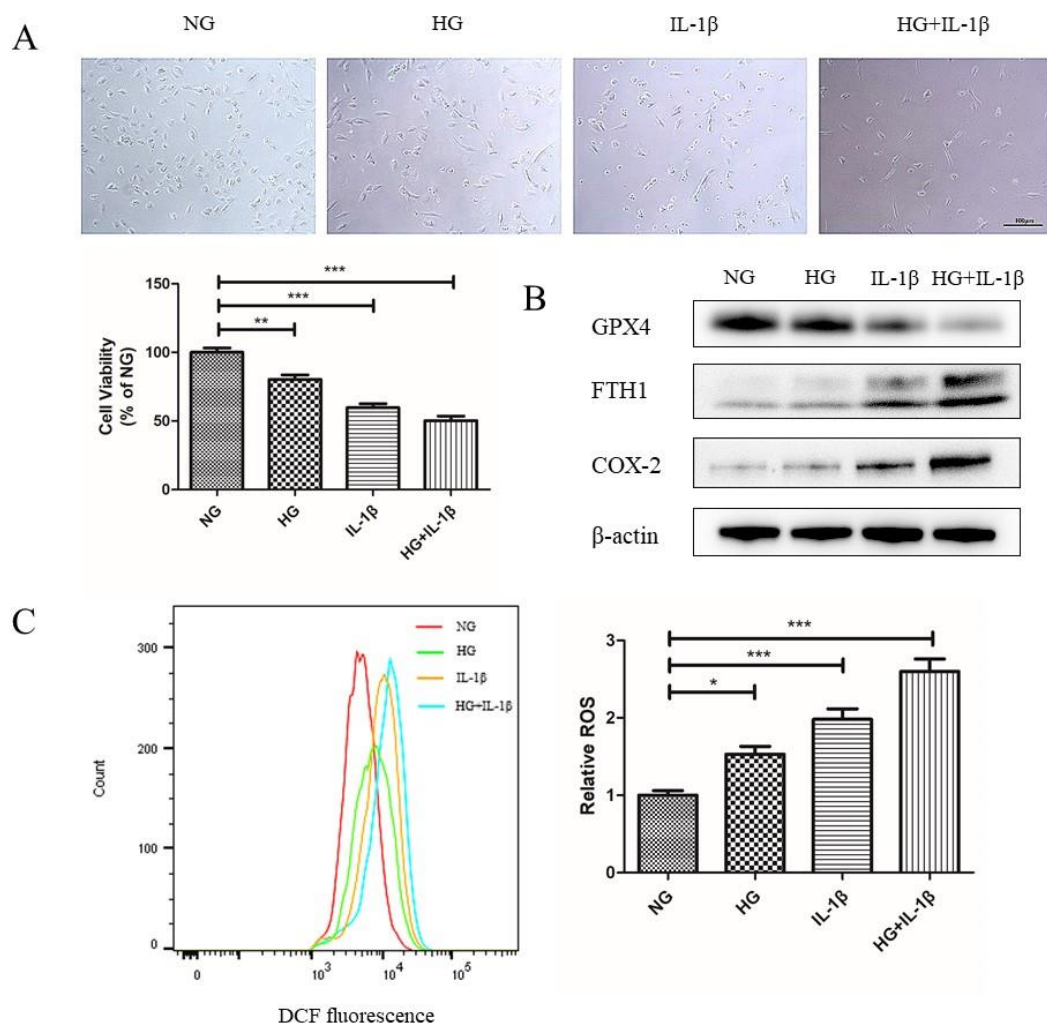 A
NG HG IL-1β HG+IL-1β
100μm
***
***
**
150
100
50
0
Cell Viability
(% of NG)
NG HG IL-1β HG+IL-1β
B
NG HG IL-1β HG+IL-1β
GPX4
FTH1
COX-2
β-actin
C
NG
HG
IL-1β
HG+IL-1β
300
200
100
0
Count
0 10³ 10⁴ 10⁵
DCF fluorescence
***
***
*
3
2
1
0
Relative ROS
NG HG IL-1β HG+IL-1β